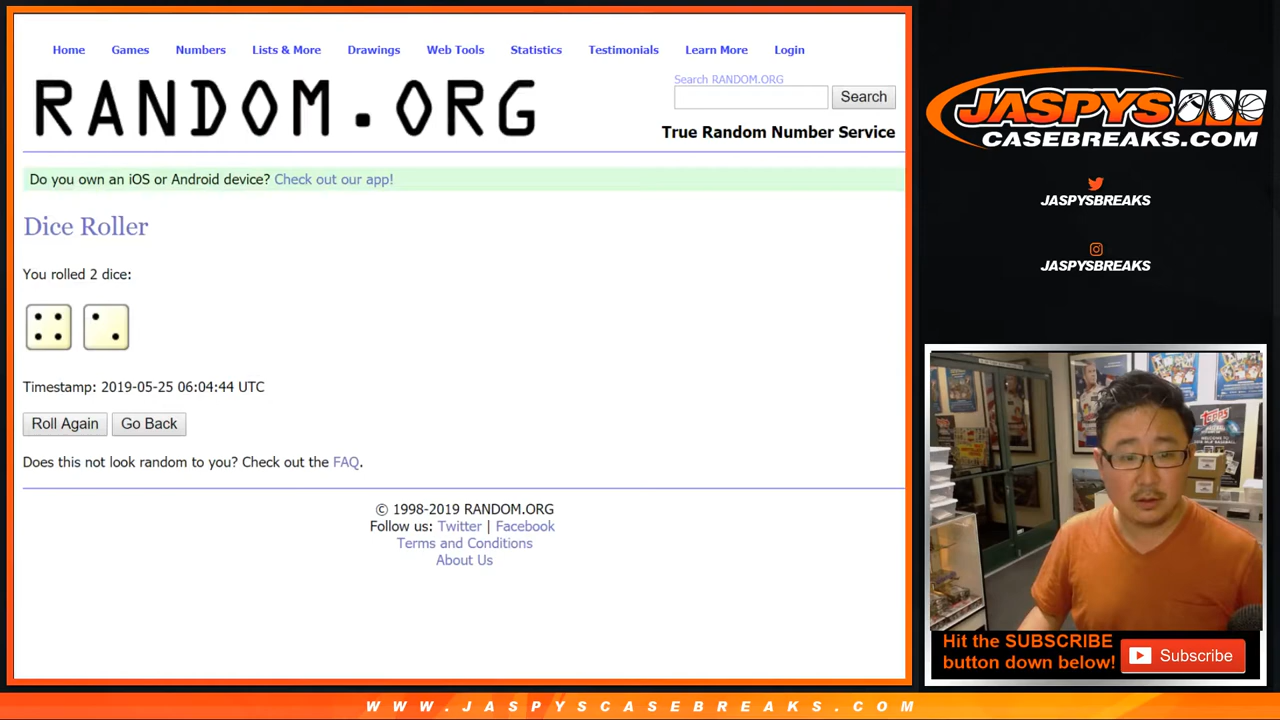 Home Games Numbers Lists & More Drawings Web Tools Statistics Testimonials Learn More Login
RANDOM.ORG
Search RANDOM.ORG
Search
True Random Number Service
Do you own an iOS or Android device? Check out our app!
Dice Roller
You rolled 2 dice:
Timestamp: 2019-05-25 06:04:44 UTC
Roll Again Go Back
Does this not look random to you? Check out the FAQ.
© 1998-2019 RANDOM.ORG
Follow us: Twitter | Facebook
Terms and Conditions
About Us
JASPYS
CASEBREAKS.COM
JASPYSBREAKS
JASPYSBREAKS
TOPPS
Hit the SUBSCRIBE
button down below!
Subscribe
WWW.JASPYSCASEBREAKS.COM